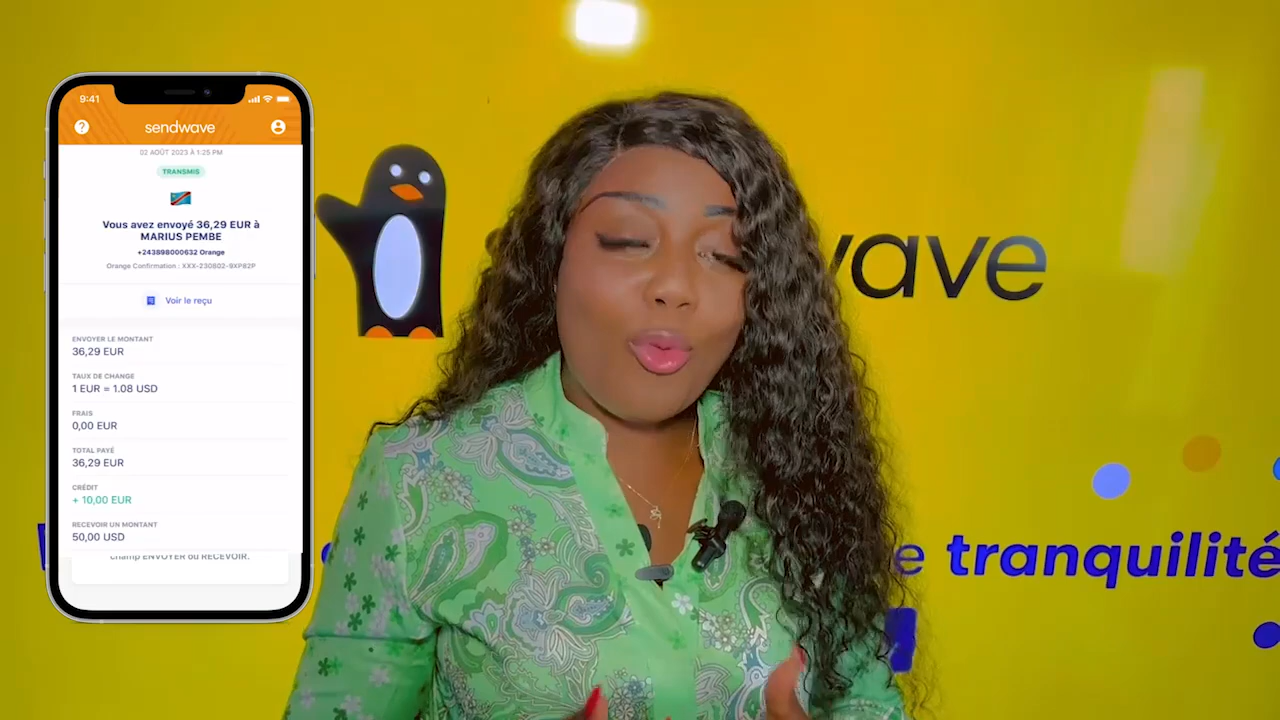 9:41
sendwave
02 AOÛT 2023 À 1:25 PM
TRANSMIS
Vous avez envoyé 36,29 EUR à
MARIUS PEMBE
+243898000632 Orange
Orange Confirmation : XXX-230802-9XP82P
Voir le reçu
ENVOYER LE MONTANT
36,29 EUR
TAUX DE CHANGE
1 EUR = 1.08 USD
FRAIS
0,00 EUR
TOTAL PAYÉ
36,29 EUR
CRÉDIT
+ 10,00 EUR
RECEVOIR UN MONTANT
50,00 USD
champ ENVOYER ou RECEVOIR.
wave
e tranquilité